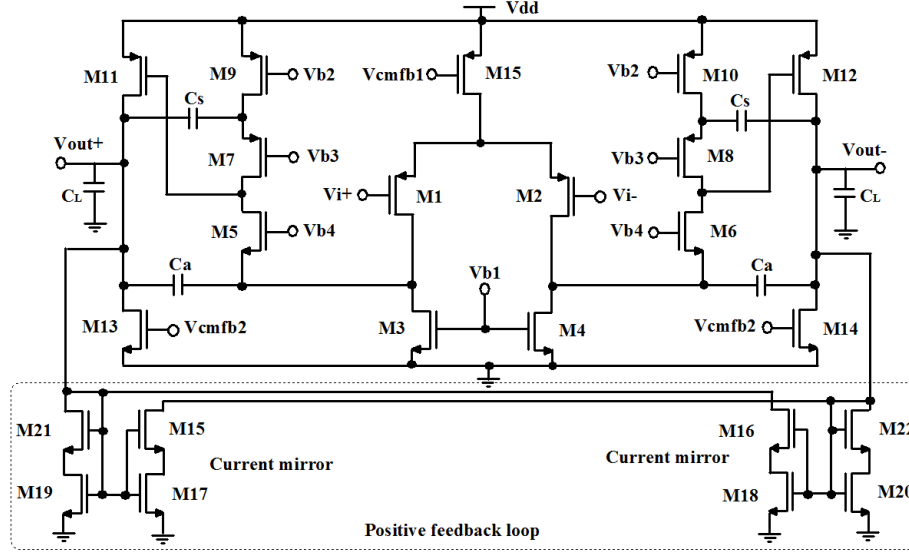 Vdd
M11
M9
Vb2
Vcmfb1
M15
Vb2
M10
M12
Cs
Cs
Vout+
M7
Vb3
Vb3
M8
Vout-
CL
Vi+
M1
M2
Vi-
CL
M5
Vb4
Vb4
M6
Ca
Vb1
Ca
M13
Vcmfb2
M3
M4
Vcmfb2
M14
M21
M15
M16
M22
Current mirror
Current mirror
M19
M17
M18
M20
Positive feedback loop